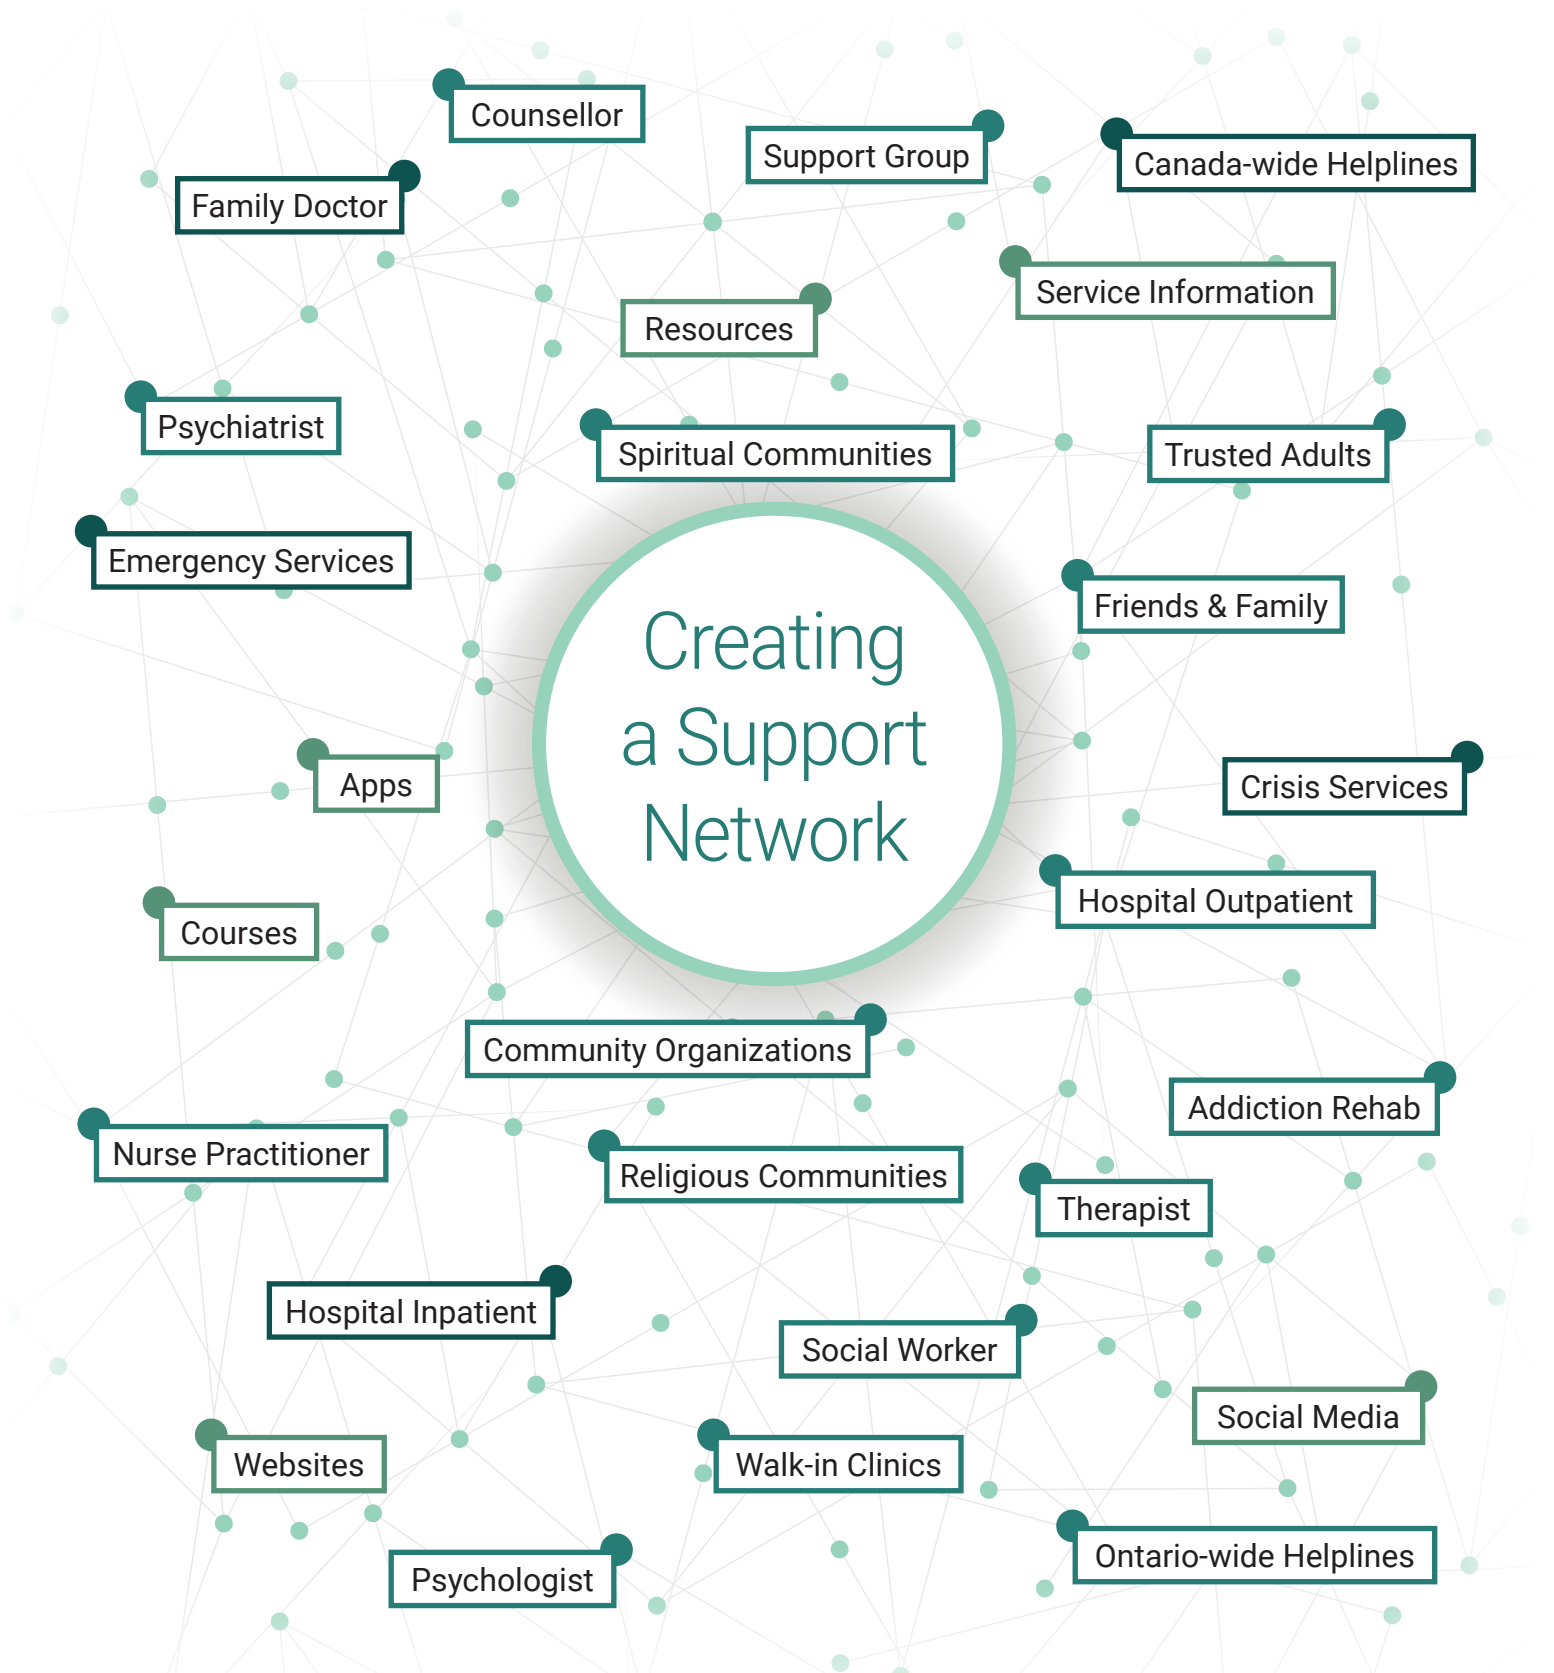 Counsellor
Support Group
Canada-wide Helplines
Family Doctor
Service Information
Resources
Psychiatrist
Spiritual Communities
Trusted Adults
Emergency Services
Friends & Family
Creating
a Support
Network
Apps
Crisis Services
Hospital Outpatient
Courses
Community Organizations
Addiction Rehab
Nurse Practitioner
Religious Communities
Therapist
Hospital Inpatient
Social Worker
Social Media
Websites
Walk-in Clinics
Ontario-wide Helplines
Psychologist